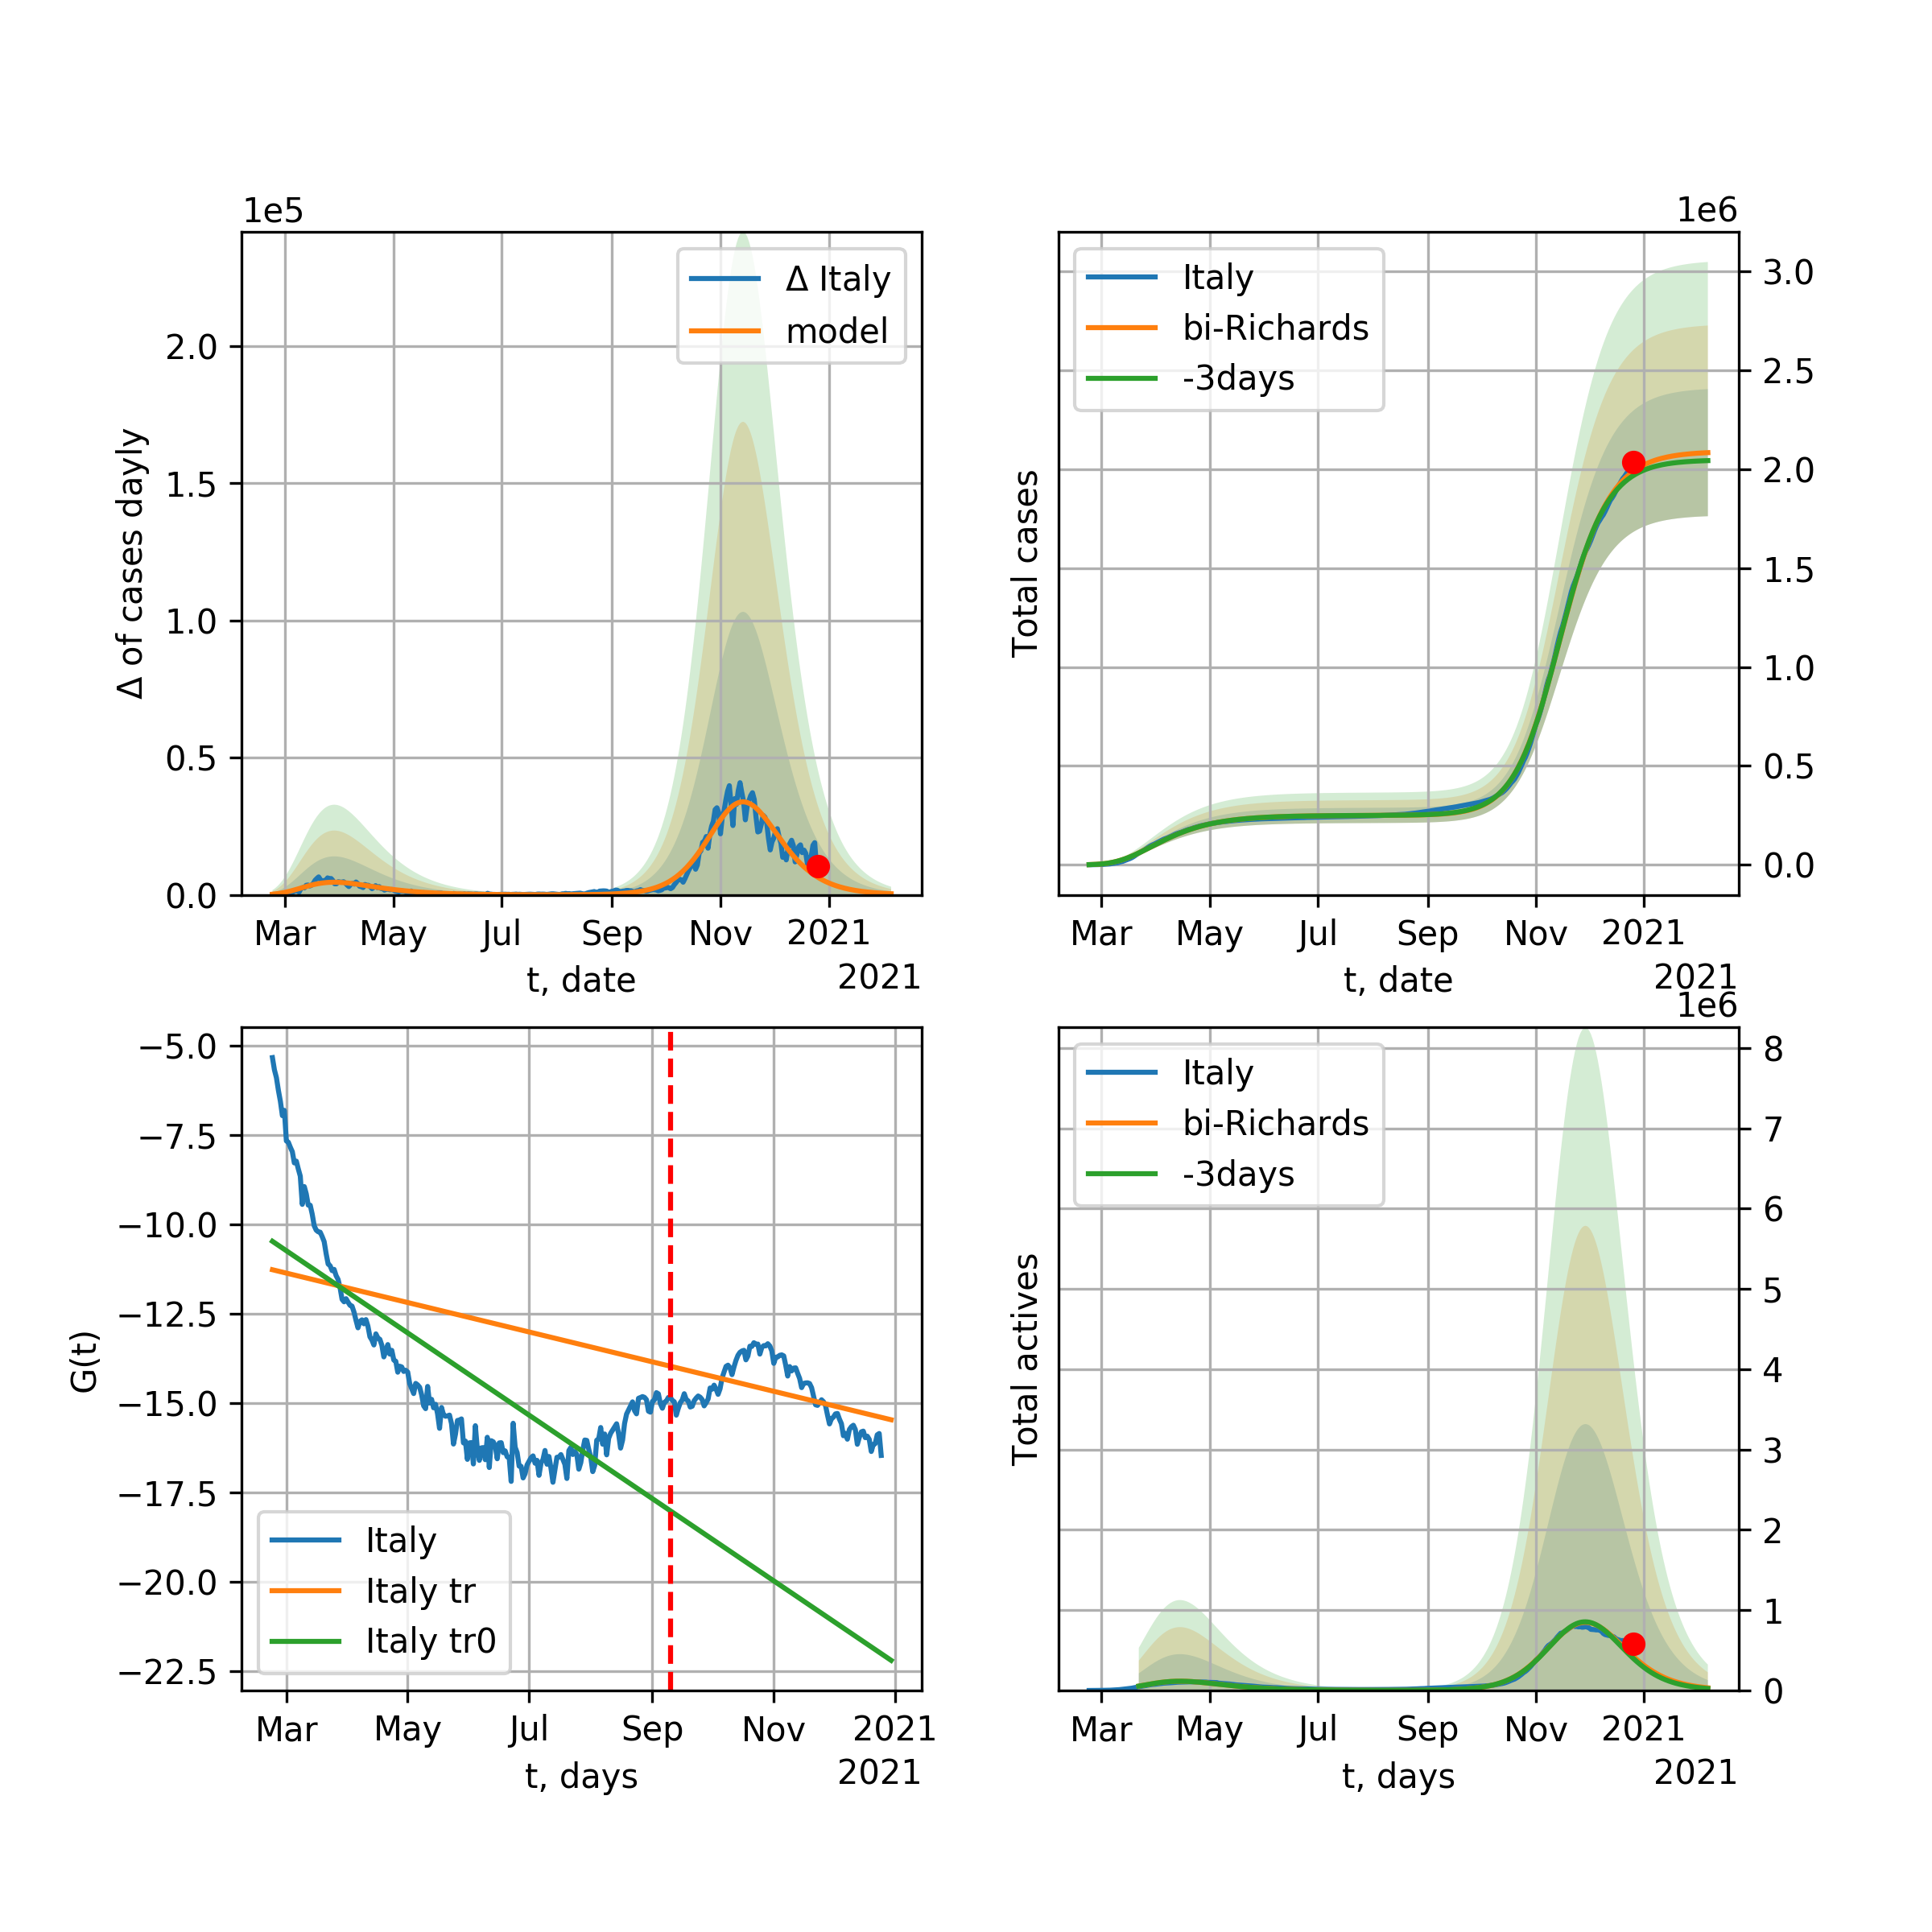 1e5
Δ of cases dayly
2.0
1.5
1.0
0.5
0.0
Δ Italy
model
Mar May Jul Sep Nov 2021
t, date
2021
1e6
Total cases
Italy
bi-Richards
-3days
3.0
2.5
2.0
1.5
1.0
0.5
0.0
Mar May Jul Sep Nov 2021
t, date
2021
G(t)
−5.0
−7.5
−10.0
−12.5
−15.0
−17.5
−20.0
−22.5
Italy
Italy tr
Italy tr0
Mar May Jul Sep Nov 2021
t, days
2021
1e6
Total actives
Italy
bi-Richards
-3days
8
7
6
5
4
3
2
1
0
Mar May Jul Sep Nov 2021
t, days
2021